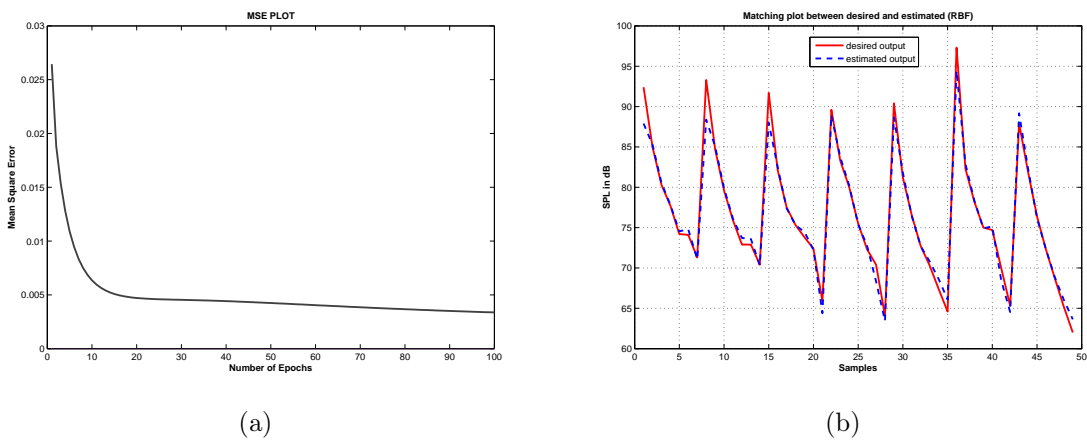 MSE PLOT
0.03
0.025
0.02
0.015
0.01
0.005
0
Mean Square Error
0 10 20 30 40 50 60 70 80 90 100
Number of Epochs
(a)
Matching plot between desired and estimated (RBF)
desired output
estimated output
100
95
90
85
80
75
70
65
60
SPL in dB
0 5 10 15 20 25 30 35 40 45 50
Samples
(b)